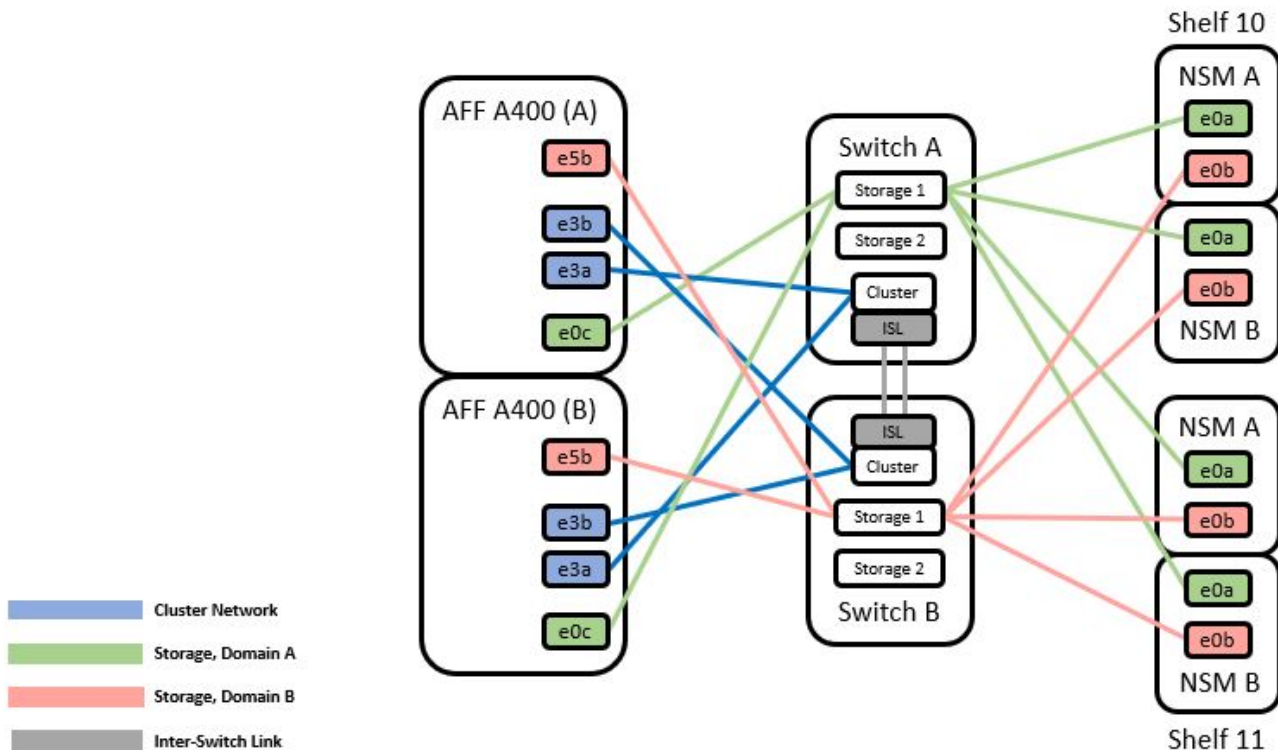 Shelf 10
AFF A400 (A)
e5b
e3b
e3a
e0c
AFF A400 (B)
e5b
e3b
e3a
e0c
Switch A
Storage 1
Storage 2
Cluster
ISL
ISL
Cluster
Storage 1
Storage 2
Switch B
NSM A
e0a
e0b
e0a
e0b
NSM B
NSM A
e0a
e0b
e0a
e0b
NSM B
Shelf 11
Cluster Network
Storage, Domain A
Storage, Domain B
Inter-Switch Link